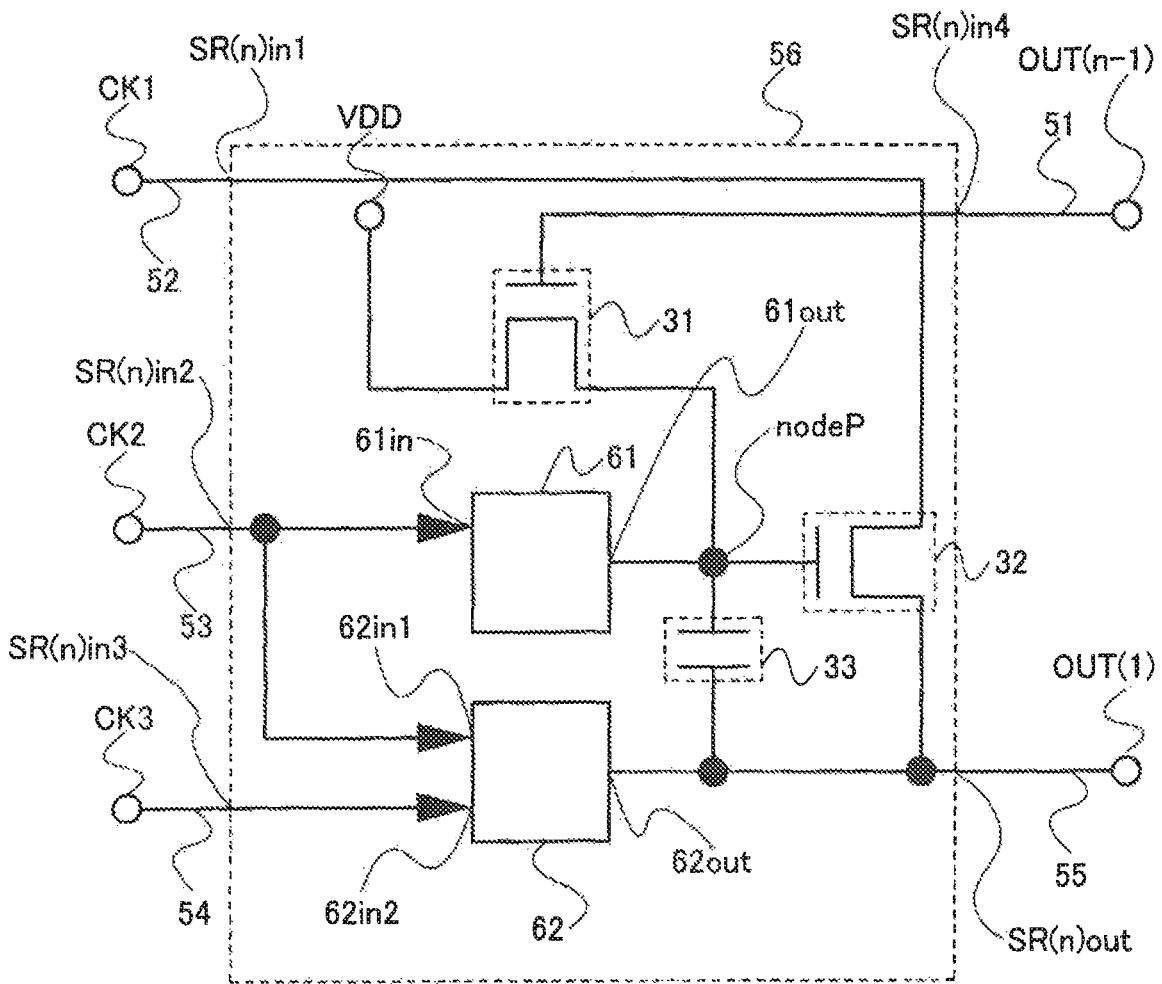 SR(n)in4
56
OUT(n-1)
SR(n)in1
CK1
VDD
51
52
31
61out
SR(n)in2
CK2
61in
61
nodeP
32
53
62in1
SR(n)in3
33
OUT(1)
CK3
62out
55
54
62in2
62
SR(n)out